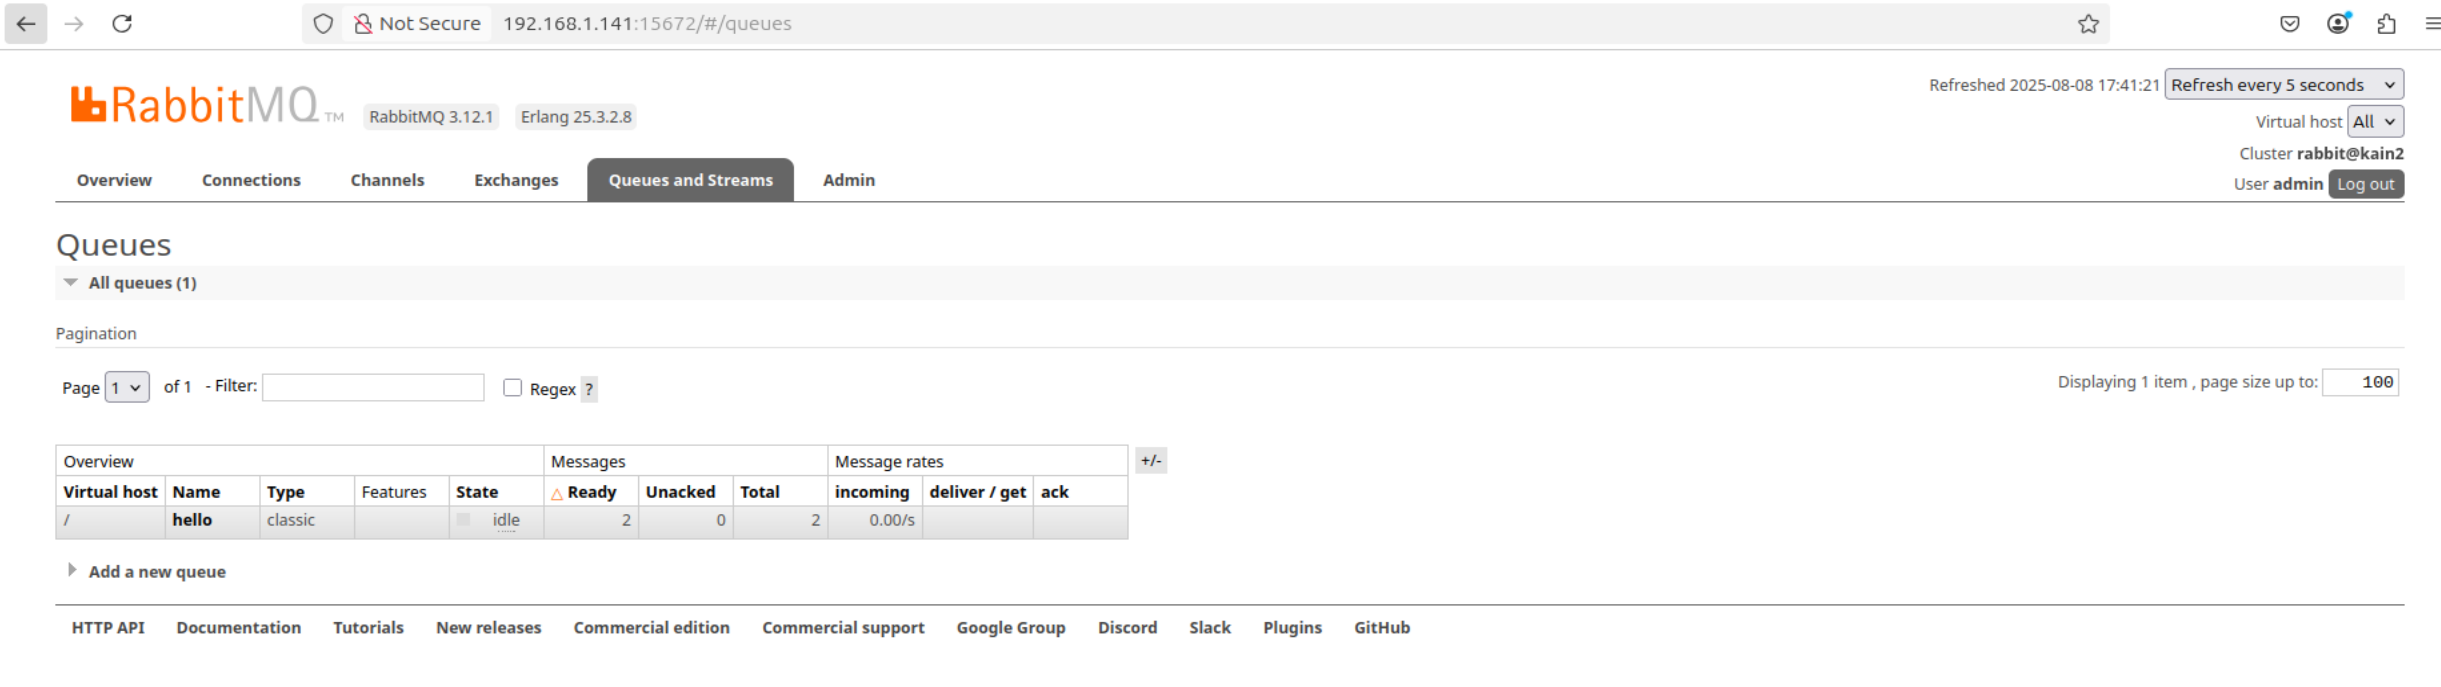 Not Secure 192.168.1.141:15672/#/queues
RabbitMQ TM RabbitMQ 3.12.1 Erlang 25.3.2.8
Refreshed 2025-08-08 17:41:21 Refresh every 5 seconds
Virtual host All
Cluster rabbit@kain2
User admin Log out
Overview Connections Channels Exchanges Queues and Streams Admin
Queues
All queues (1)
Pagination
Page 1 of 1 - Filter: Regex ? Displaying 1 item , page size up to: 100
Overview Messages Message rates +/-
Virtual host Name Type Features State △ Ready Unacked Total incoming deliver / get ack
/ hello classic idle 2 0 2 0.00/s
Add a new queue
HTTP API Documentation Tutorials New releases Commercial edition Commercial support Google Group Discord Slack Plugins GitHub